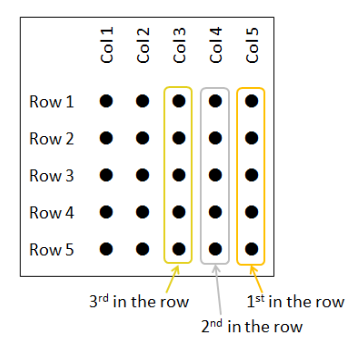 Col 1 Col 2 Col 3 Col 4 Col 5
Row 1
Row 2
Row 3
Row 4
Row 5
3rd in the row 1st in the row
2nd in the row